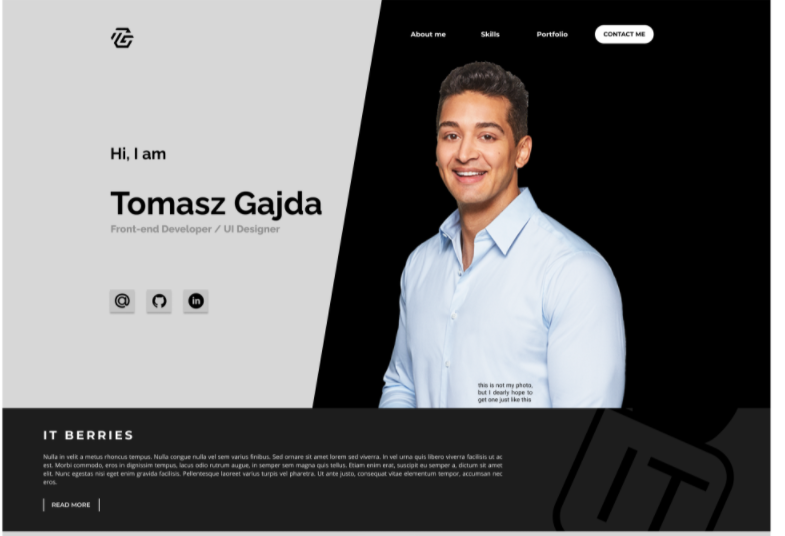 About me Skills Portfolio CONTACT ME
Hi, I am
Tomasz Gajda
Front-end Developer / UI Designer
in
this is not my photo,
but I dearly hope to
get one just like this
IT BERRIES
Nulla in velit a metus rhoncus tempus. Nulla congue nulla vel sem varius finibus. Sed ornare sit amet lorem sed viverra. In vel urna quis libero viverra facilisis ut ac
est. Morbi commodo, eros in dignissim tempus, lacus odio rutrum augue, in semper sem magna quis tellus. Etiam enim erat, suscipit eu semper a, dictum sit amet
elit. Nunc egestas nisi eget enim gravida facilisis. Pellentesque laoreet varius turpis vel pharetra. Ut ante justo, consequat vitae elementum tempor, accumsan nec
eros.
READ MORE
IT